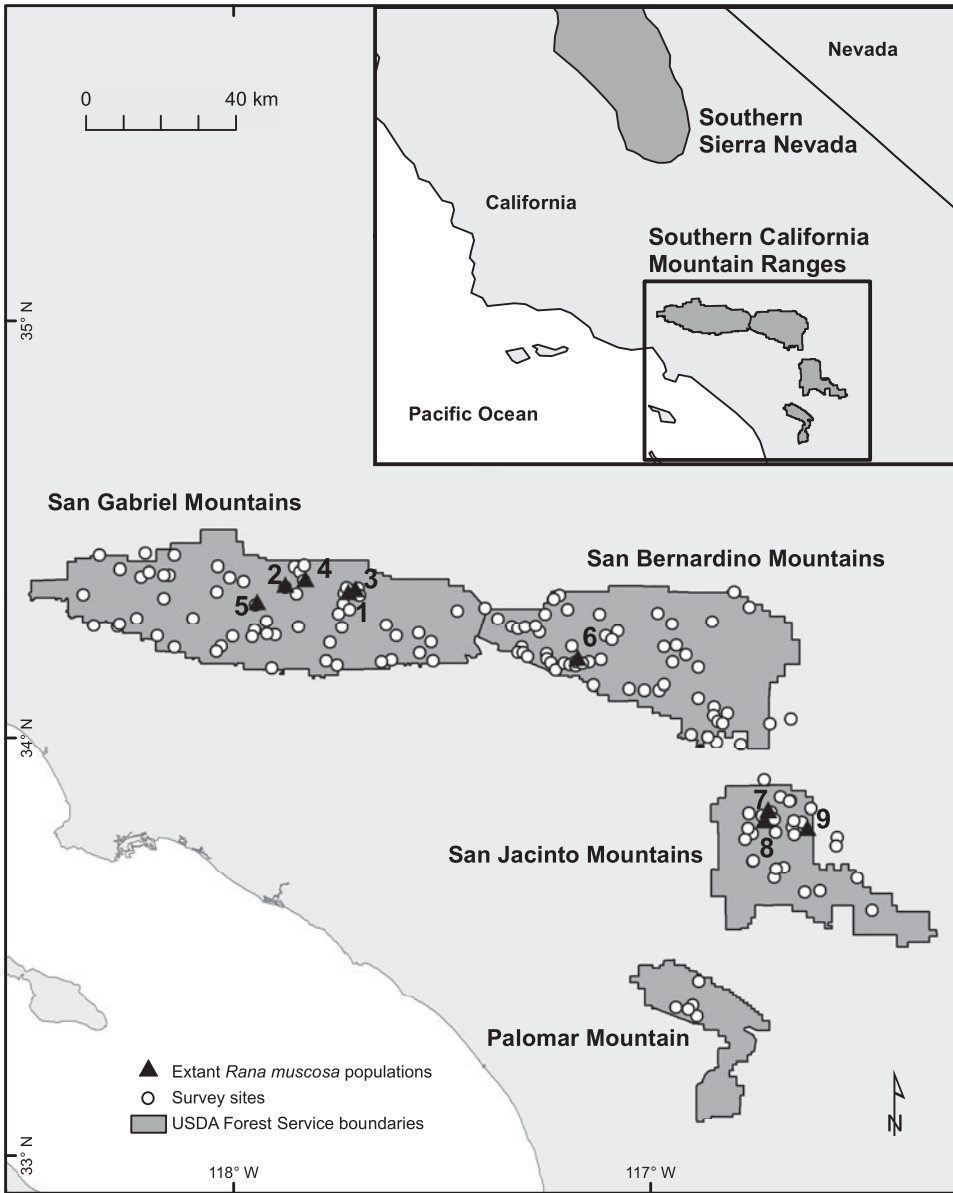 0 40 km
Nevada
Southern
Sierra Nevada
California
Southern California
Mountain Ranges
Pacific Ocean
35° N
San Gabriel Mountains
San Bernardino Mountains
2
4
3
5
1
6
34° N
7
9
8
San Jacinto Mountains
Palomar Mountain
Extant Rana muscosa populations
Survey sites
USDA Forest Service boundaries
N
33° N
118° W
117° W